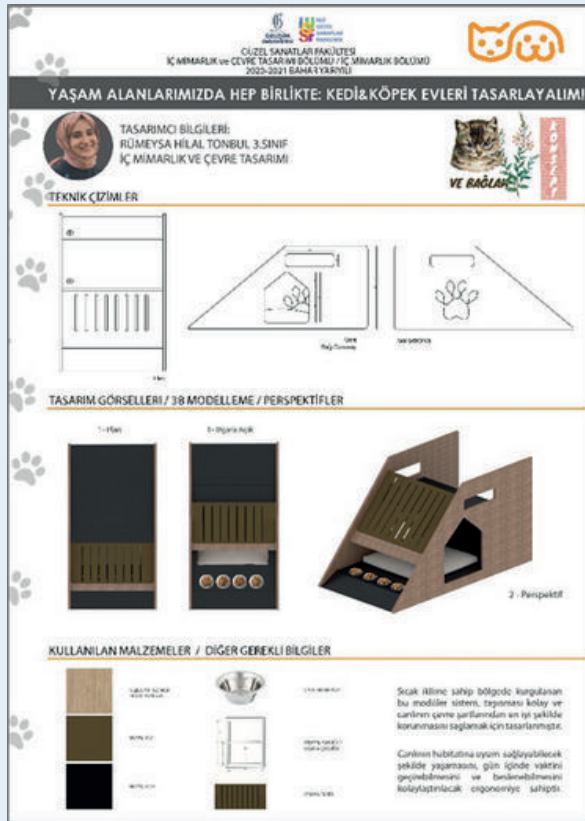 GELİŞİM
GÜZEL SANATLAR FAKÜLTESİ
İÇ MİMARLIK ve ÇEVRE TASARIMI BÖLÜMÜ / İÇ MİMARLIK BÖLÜMÜ
2020-2021 BAHAR YARIYILI
YAŞAM ALANLARIMIZDA HEP BİRLİKTE: KEDİ&KÖPEK EVLERİ TASARLAYALIM!
TASARIMCI BİLGİLERİ:
RÜMEYSA HİLAL TONBUL 3.SINIF
İÇ MİMARLIK VE ÇEVRE TASARIMI
VE BAĞLAR
KONSEPT
TEKNİK ÇİZİMLER
TASARIM GÖRSELLERİ / 3B MODELLEME / PERSPEKTİFLER
1 - Plan
2 - Perspektif
KULLANILAN MALZEMELER / DİĞER GEREKLİ BİLGİLER
Sıcak iklime sahip bölgede kurgulanan
bu modüler sistem, taşınması kolay ve
canlının çevre şartlarından en iyi şekilde
korunmasını sağlamak için tasarlanmıştır.
Canlının habitatına uyum sağlayabilecek
şekilde yaşamasını, gün içinde vaktini
geçirebilmesini ve beslenebilmesini
kolaylaştırılacak ergonomiye sahiptir.